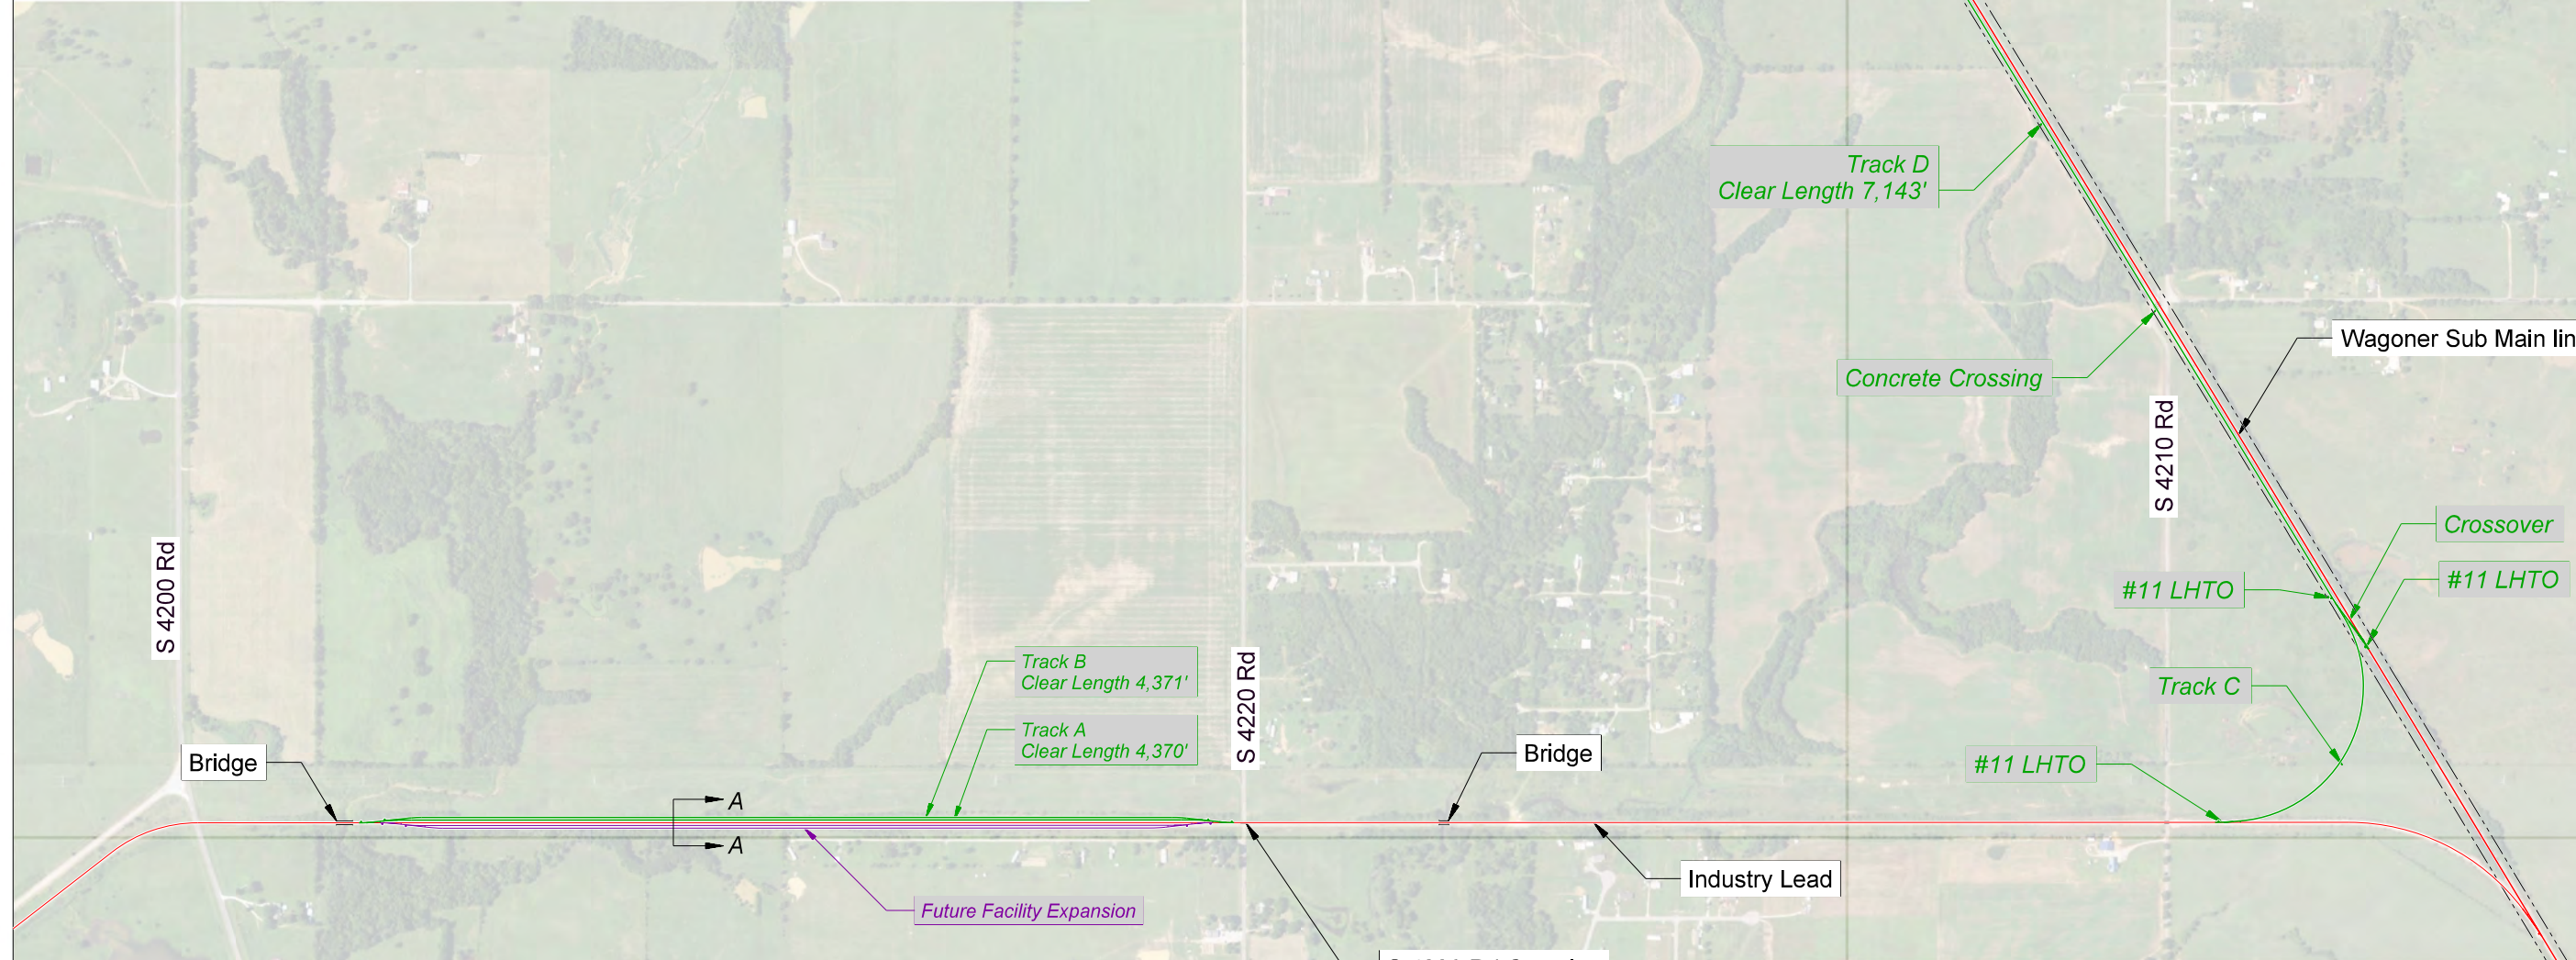 Track D
Clear Length 7,143'
Wagoner Sub Main
Concrete Crossing
S 4210 Rd
Crossover
#11 LHTO
#11 LHTO
S 4200 Rd
Track B
Clear Length 4,371'
S 4220 Rd
Track C
Track A
Clear Length 4,370'
Bridge
Bridge
#11 LHTO
A
A
Industry Lead
Future Facility Expansion